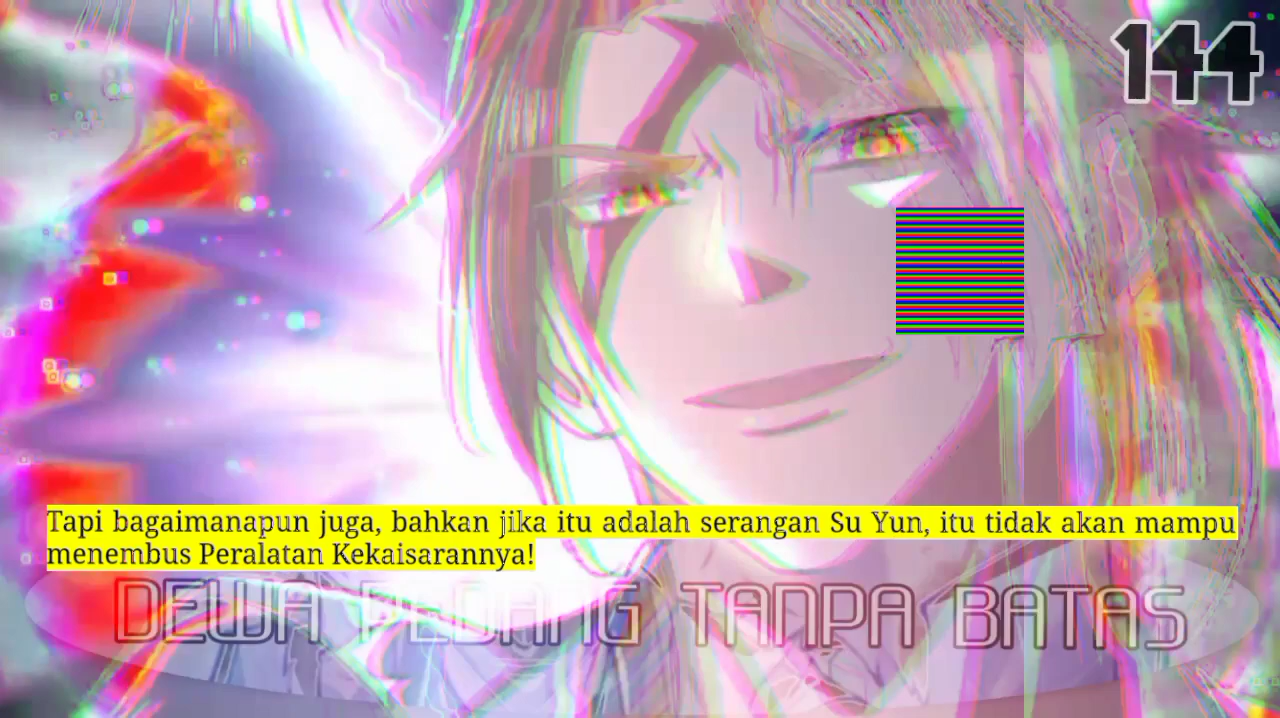 144
Tapi bagaimanapun juga, bahkan jika itu adalah serangan Su Yun, itu tidak akan mampu
menembus Peralatan Kekaisarannya!
DEWA PEDANG TANPA BATAS